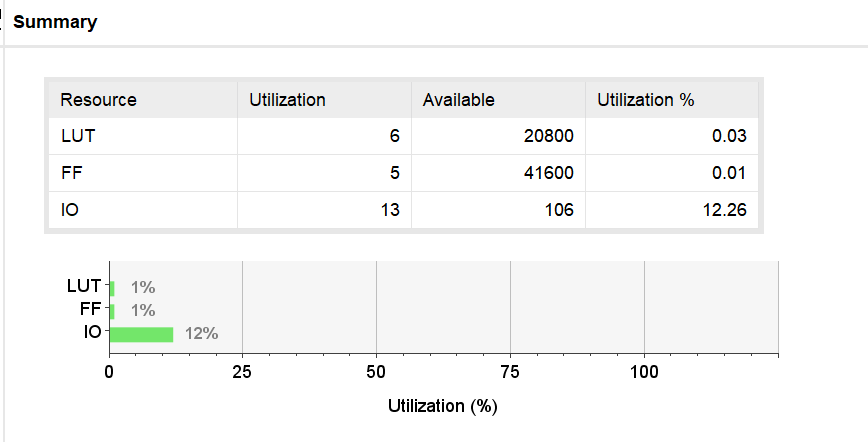 Summary
Resource Utilization Available Utilization %
LUT 6 20800 0.03
FF 5 41600 0.01
IO 13 106 12.26
LUT 1%
FF 1%
IO 12%
0 25 50 75 100
Utilization (%)